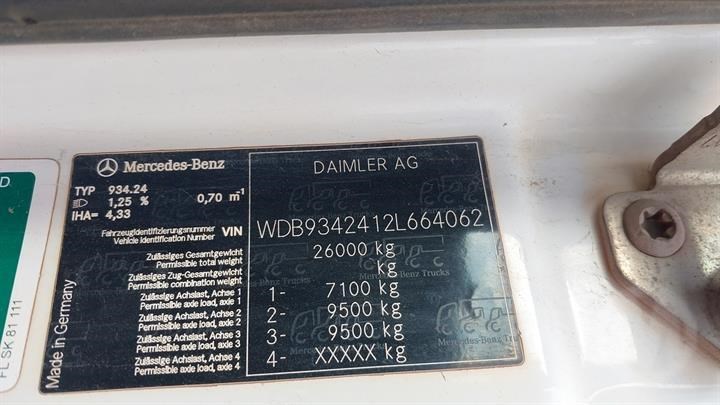 Mercedes-Benz
DAIMLER AG
TYP 934.24
1,25 % 0,70 m⁻¹
IHA= 4,33
Fahrzeugidentifizierungsnummer
Vehicle Identification Number VIN WDB9342412L664062
Zulässiges Gesamtgewicht
Permissible total weight 26000 kg
Zulässiges Zug-Gesamtgewicht
Permissible combination weight kg
Zulässige Achslast, Achse 1
Permissible axle load, axle 1 1- 7100 kg
Zulässige Achslast, Achse 2
Permissible axle load, axle 2 2- 9500 kg
Zulässige Achslast, Achse 3
Permissible axle load, axle 3 3- 9500 kg
Zulässige Achslast, Achse 4
Permissible axle load, axle 4 4- XXXXX kg
Made in Germany
Mercedes-Benz Trucks
D
FL SK 81 111